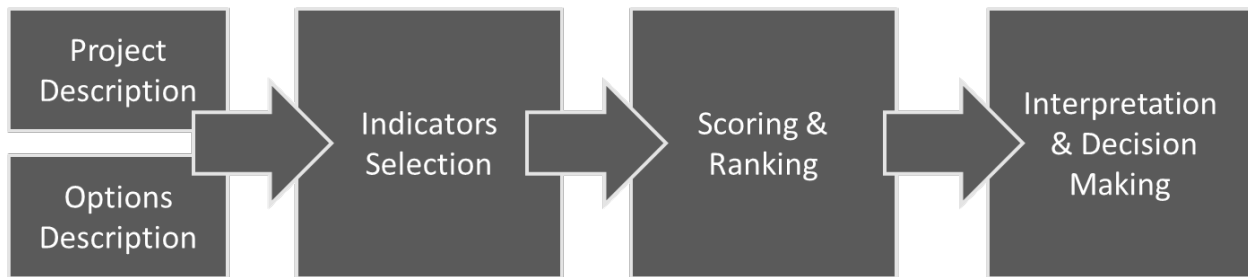 Project
Description
Options
Description
Indicators
Selection
Scoring &
Ranking
Interpretation
& Decision
Making